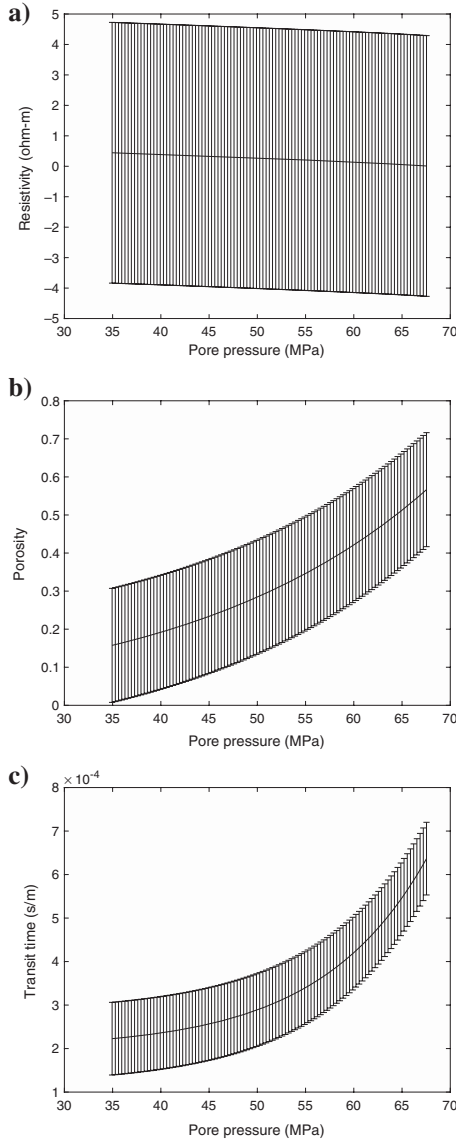 a)
5
4
3
2
1
0
–1
–2
–3
–4
–5
Resistivity (ohm-m)
30 35 40 45 50 55 60 65 70
Pore pressure (MPa)
b)
0.8
0.7
0.6
0.5
0.4
0.3
0.2
0.1
0
Porosity
30 35 40 45 50 55 60 65 70
Pore pressure (MPa)
c)
× 10-4
8
7
6
5
4
3
2
1
Transit time (s/m)
30 35 40 45 50 55 60 65 70
Pore pressure (MPa)